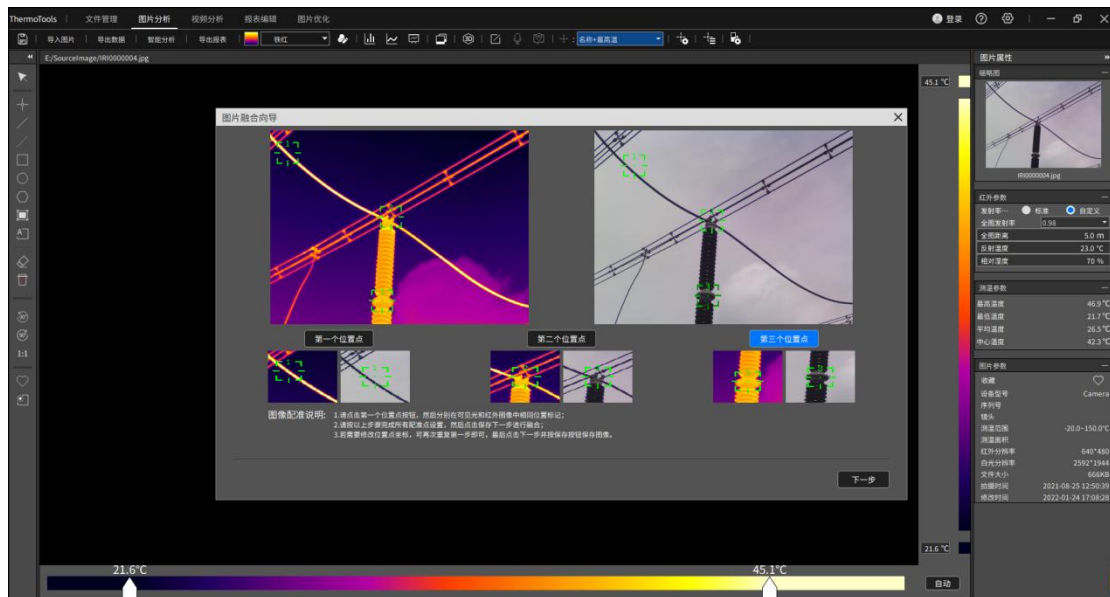 ThermoTools 文件管理 图片分析 视频分析 报表编辑 图片优化 登录
导入图片 导出数据 智能分析 导出报表 铁红 名称+最高温
E:/SourceImage/IRI0000004.jpg
图片属性
缩略图
IRI0000004.jpg
45.1 ℃
图片融合向导
第一个位置点 第二个位置点 第三个位置点
图像配准说明: 1.请点击第一个位置点按钮，然后分别在可见光和红外图像中相同位置标记;
2.请按以上步骤完成所有配准点设置，然后点击保存下一步进行融合;
3.若需要修改位置点坐标，可再次重复第一步即可，最后点击下一步并按保存按钮保存图像。
下一步
1:1
红外参数
发射率… 标准 自定义
全图发射率 0.98
全图距离 5.0 m
反射温度 23.0 ℃
相对湿度 70 %
测温参数
最高温度 46.9℃
最低温度 21.7℃
平均温度 26.5℃
中心温度 42.3℃
图片参数
收藏
设备型号 Camera
序列号
镜头
测温范围 -20.0~150.0℃
测温面积
红外分辨率 640*480
白光分辨率 2592*1944
文件大小 666KB
拍摄时间 2021-08-25 12:50:39
修改时间 2022-01-24 17:08:28
21.6 ℃
21.6℃ 45.1℃
自动